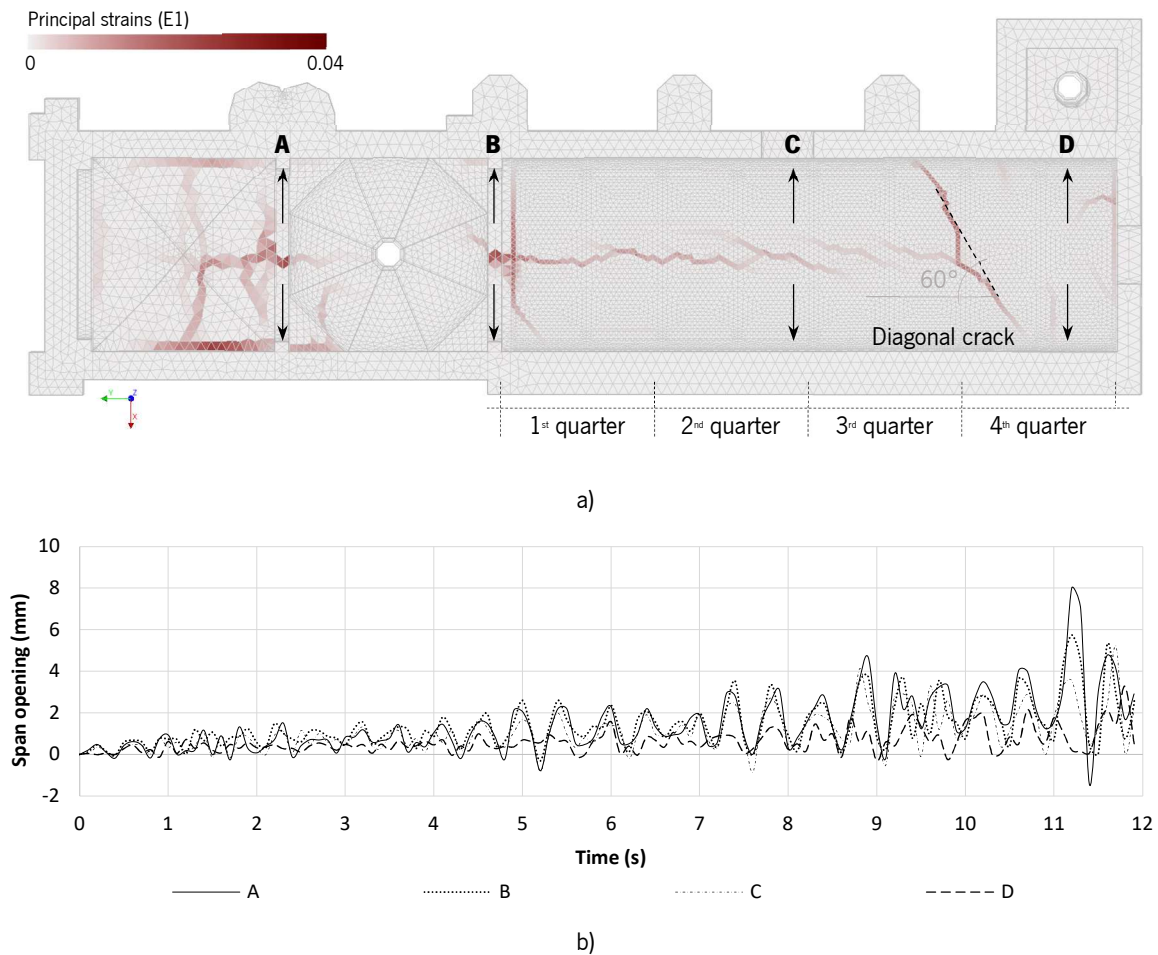 Principal strains (E1)
0 0.04
A B C D
60°
Diagonal crack
Y Z
X
1st quarter 2nd quarter 3rd quarter 4th quarter
a)
10
8
6
4
2
0
-2
Span opening (mm)
0 1 2 3 4 5 6 7 8 9 10 11 12
Time (s)
A B C D
b)